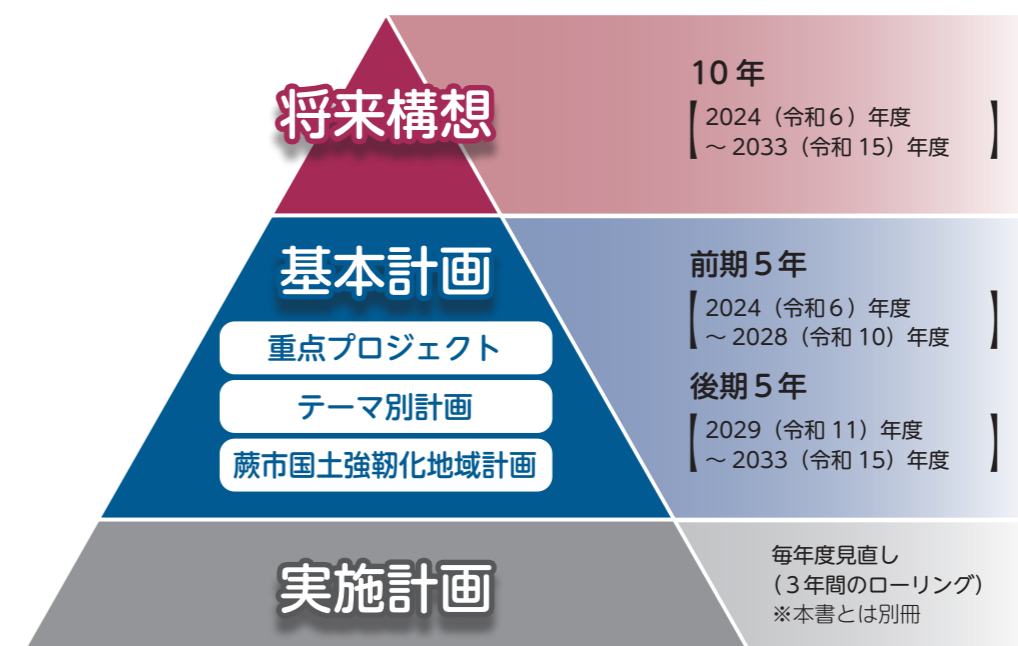 将来構想
10年
2024（令和６）年度
～2033（令和15）年度
基本計画
重点プロジェクト
テーマ別計画
蕨市国土強靱化地域計画
前期５年
2024（令和６）年度
～2028（令和10）年度
後期５年
2029（令和11）年度
～2033（令和15）年度
実施計画
毎年度見直し
（３年間のローリング）
※本書とは別冊